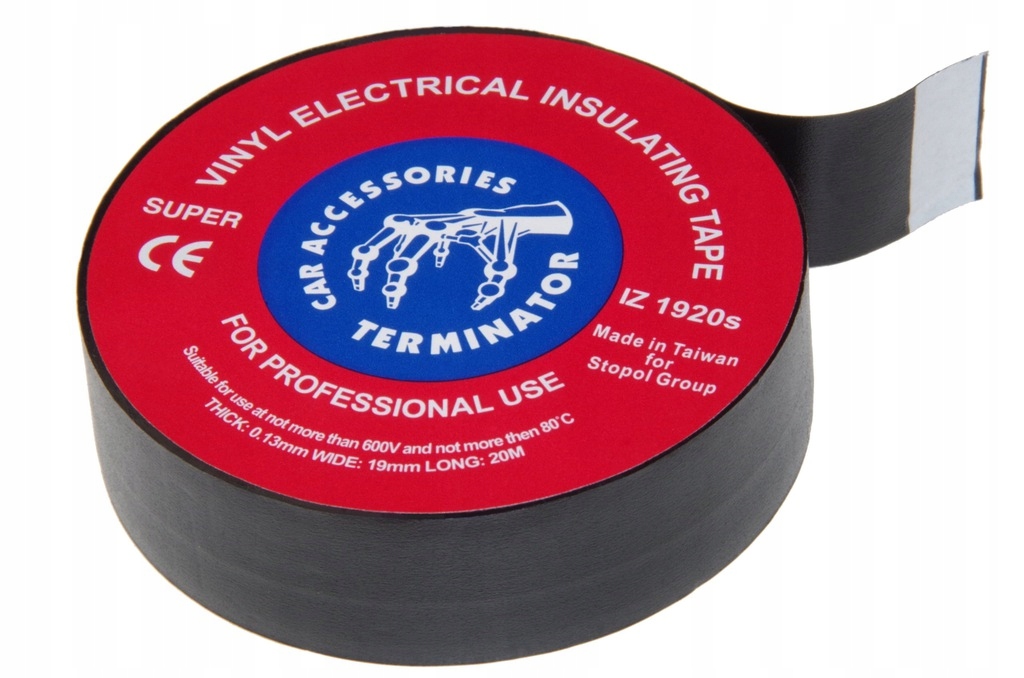 VINYL ELECTRICAL INSULATING TAPE
SUPER
CE
CAR ACCESSORIES
TERMINATOR
IZ 1920s
Made in Taiwan
for
Stopol Group
FOR PROFESSIONAL USE
Suitable for use at not more than 600V and not more then 80°C
THICK: 0.13mm WIDE: 19mm LONG: 20M